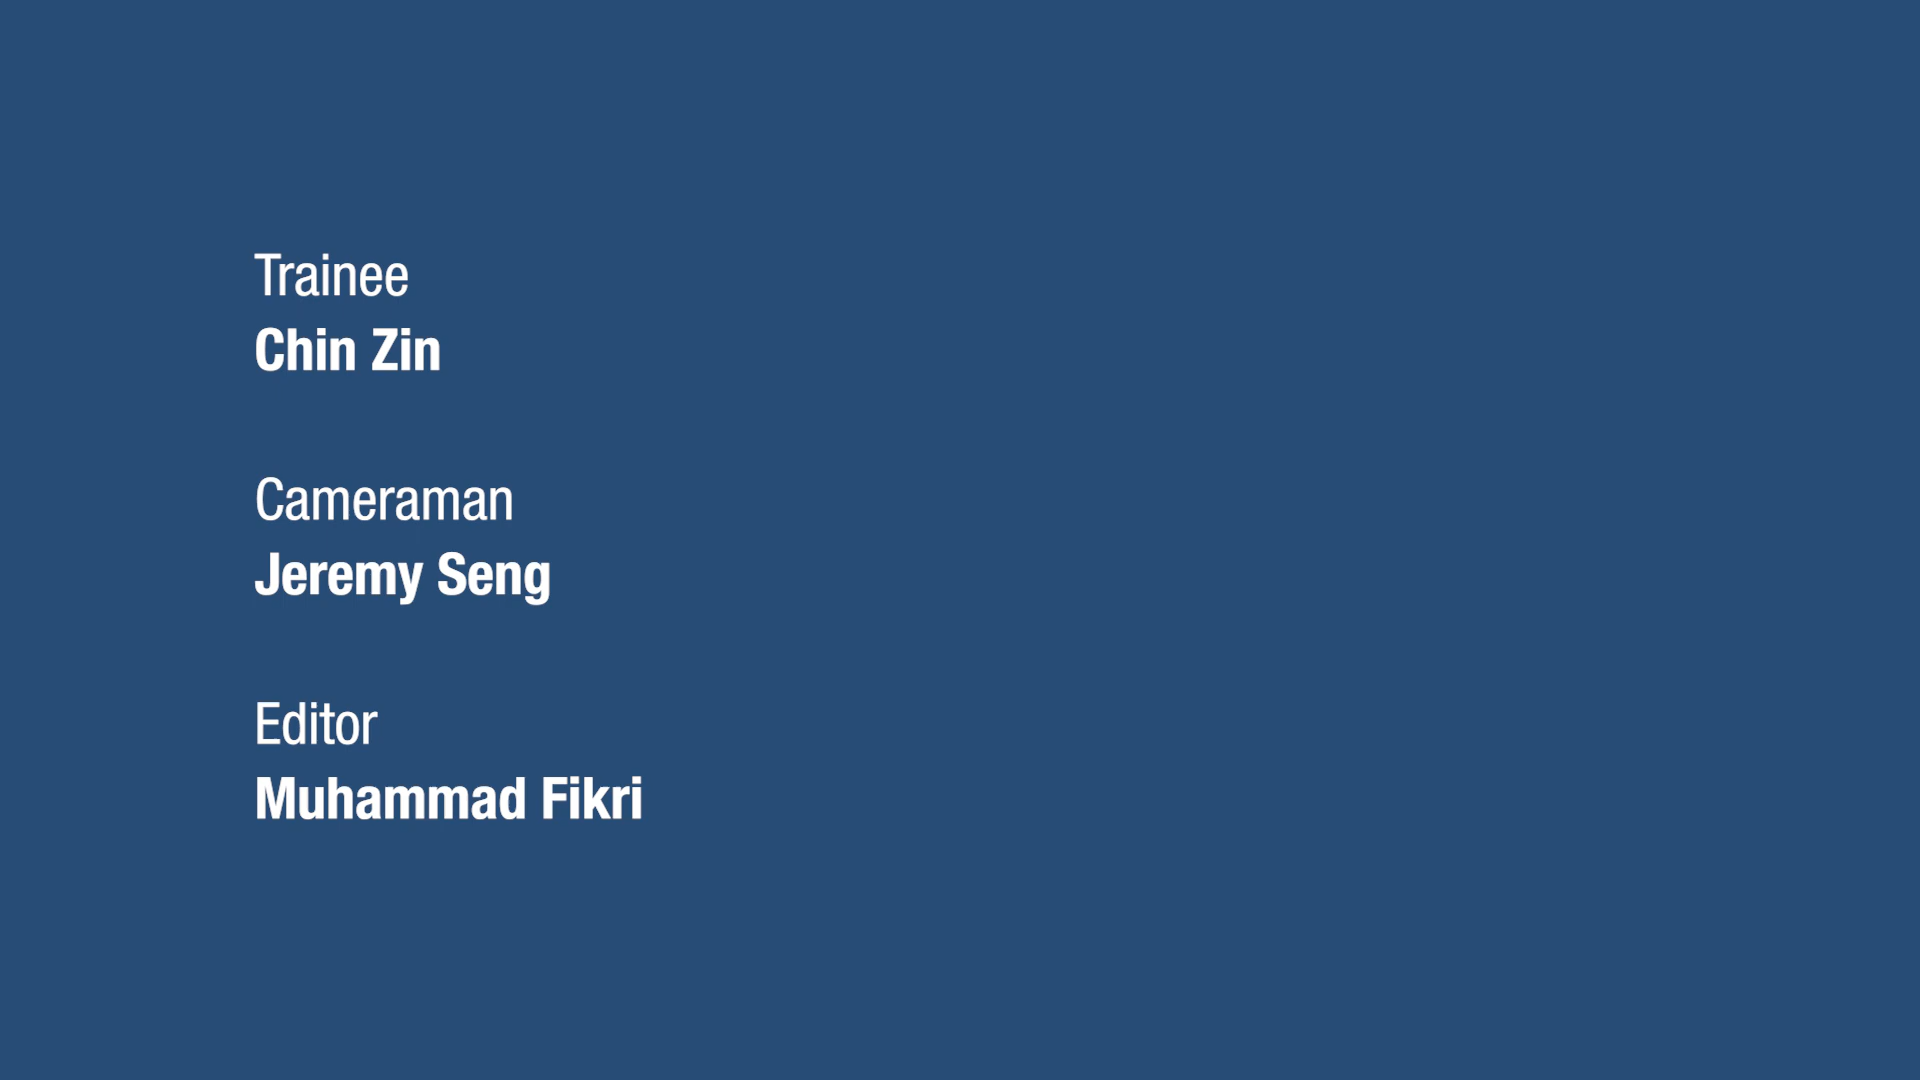 Trainee
Chin Zin
Cameraman
Jeremy Seng
Editor
Muhammad Fikri